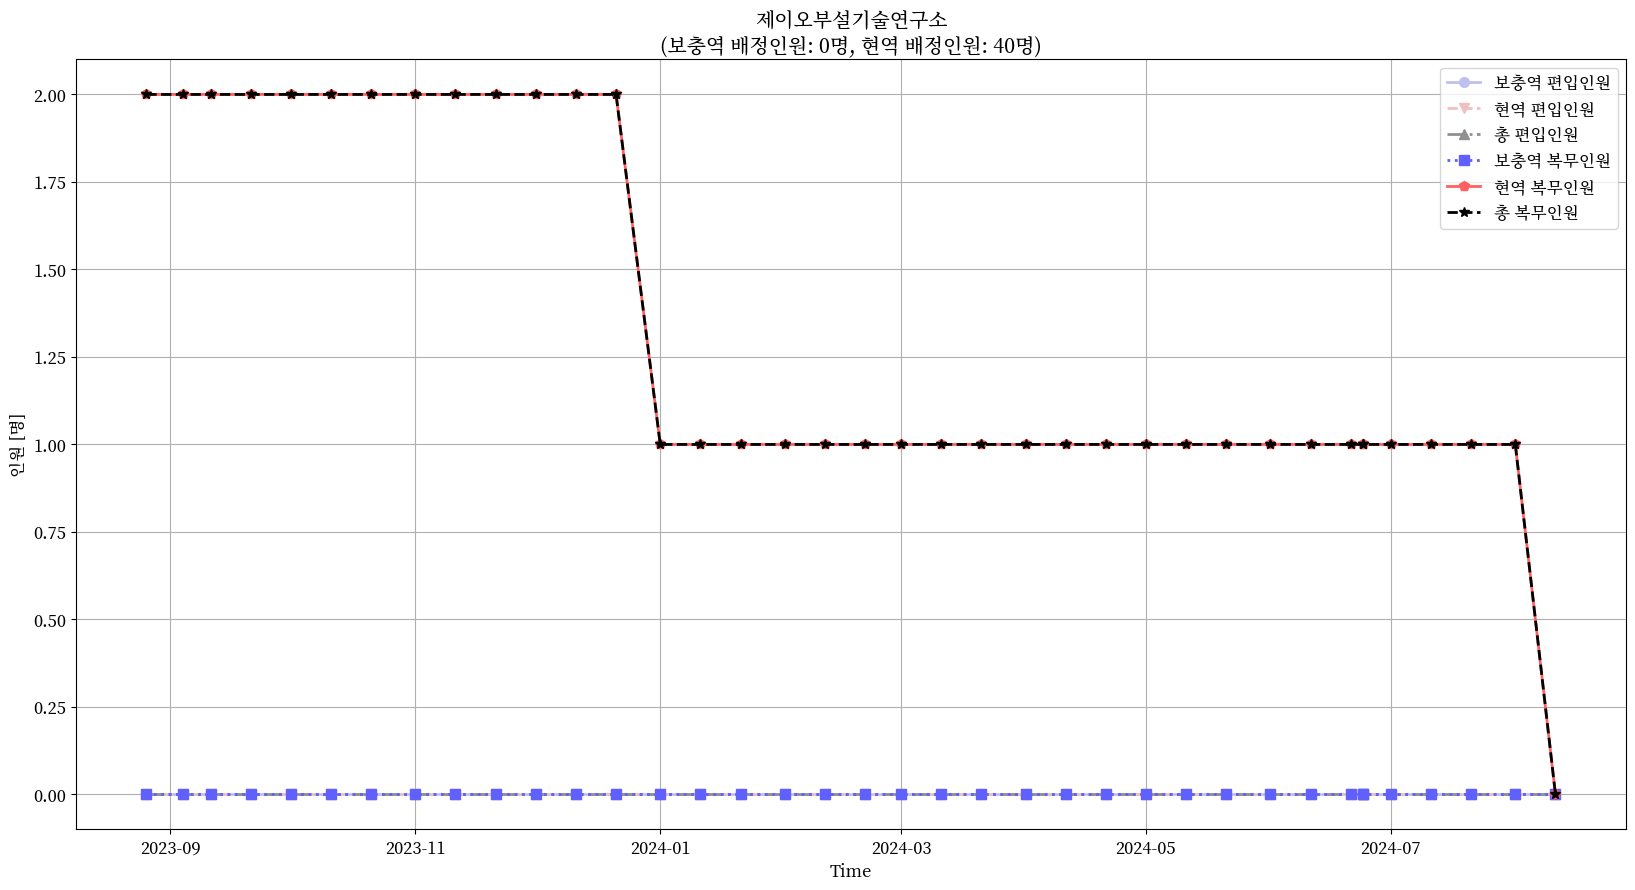 제이오부설기술연구소
(보충역 배정인원: 0명, 현역 배정인원: 40명)
보충역 편입인원
현역 편입인원
총 편입인원
보충역 복무인원
현역 복무인원
총 복무인원
인원 [명]
2.00
1.75
1.50
1.25
1.00
0.75
0.50
0.25
0.00
2023-09
2023-11
2024-01
2024-03
2024-05
2024-07
Time